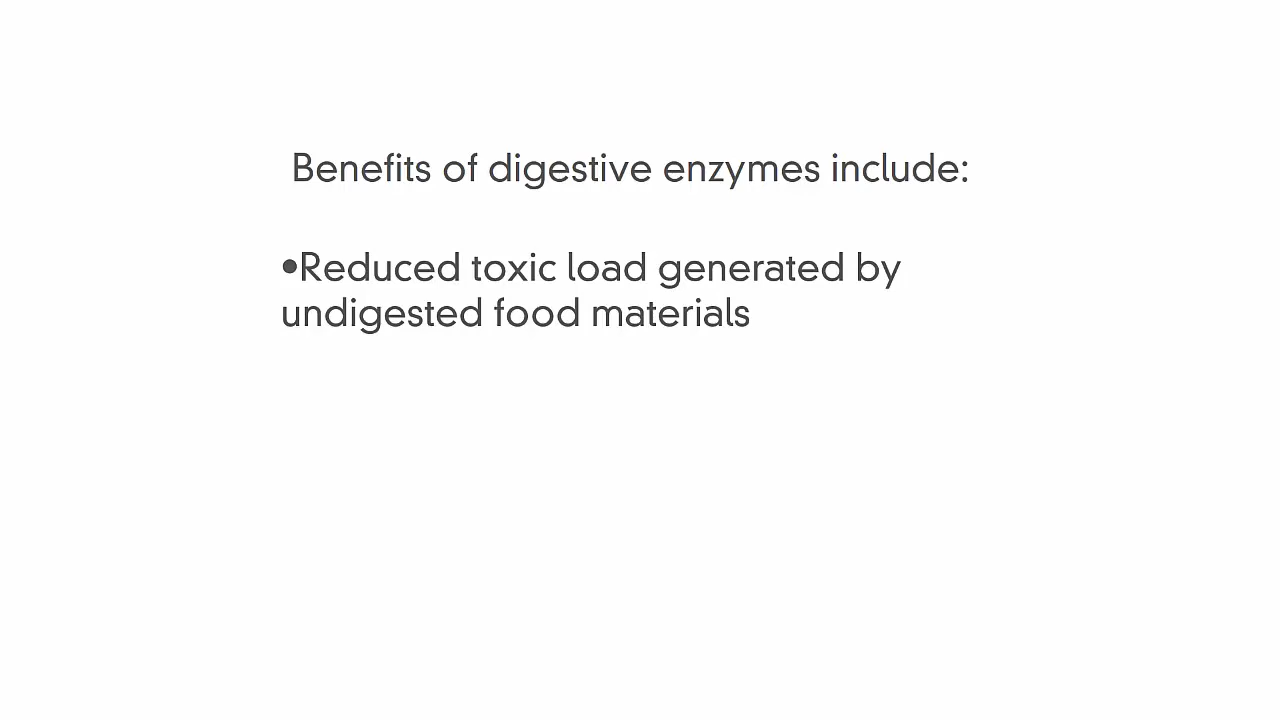 Benefits of digestive enzymes include:
•Reduced toxic load generated by
undigested food materials